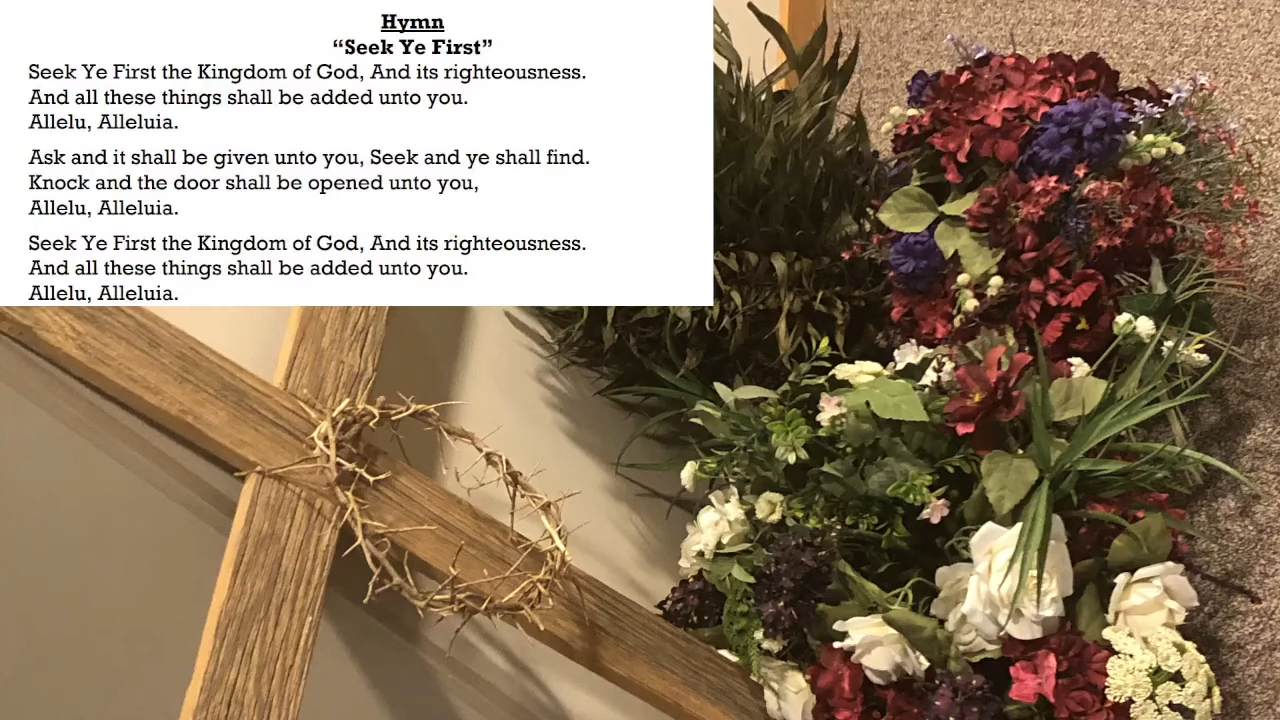 Hymn
“Seek Ye First”
Seek Ye First the Kingdom of God, And its righteousness.
And all these things shall be added unto you.
Allelu, Alleluia.
Ask and it shall be given unto you, Seek and ye shall find.
Knock and the door shall be opened unto you,
Allelu, Alleluia.
Seek Ye First the Kingdom of God, And its righteousness.
And all these things shall be added unto you.
Allelu, Alleluia.